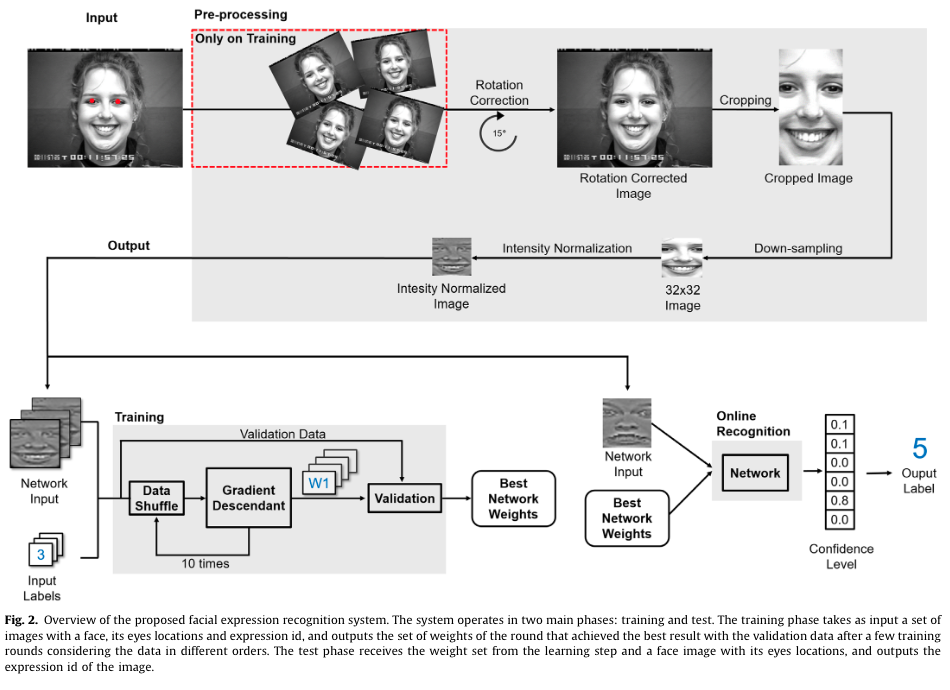 Input
Pre-processing
Only on Training
Rotation
Correction
15°
Rotation Corrected
Image
Cropping
Cropped Image
Output
Intensity Normalization
Down-sampling
Intesity Normalized
Image
32x32
Image
Network
Input
3
Input
Labels
Training
Validation Data
Data
Shuffle
Gradient
Descendant
10 times
W1
Validation
Best
Network
Weights
Network
Input
Best
Network
Weights
Online
Recognition
Network
0.1
0.1
0.0
0.0
0.8
0.0
Confidence
Level
5
Ouput
Label
Fig. 2. Overview of the proposed facial expression recognition system. The system operates in two main phases: training and test. The training phase takes as input a set of
images with a face, its eyes locations and expression id, and outputs the set of weights of the round that achieved the best result with the validation data after a few training
rounds considering the data in different orders. The test phase receives the weight set from the learning step and a face image with its eyes locations, and outputs the
expression id of the image.